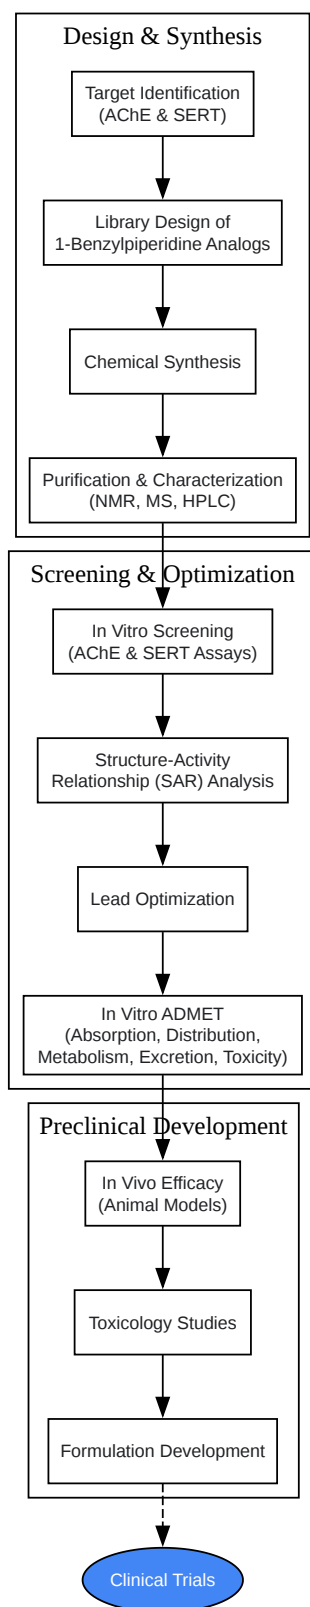 Design & Synthesis
Target Identification
(AChE & SERT)
Library Design of
1-Benzylpiperidine Analogs
Chemical Synthesis
Purification & Characterization
(NMR, MS, HPLC)
Screening & Optimization
In Vitro Screening
(AChE & SERT Assays)
Structure-Activity
Relationship (SAR) Analysis
Lead Optimization
In Vitro ADMET
(Absorption, Distribution,
Metabolism, Excretion, Toxicity)
Preclinical Development
In Vivo Efficacy
(Animal Models)
Toxicology Studies
Formulation Development
Clinical Trials